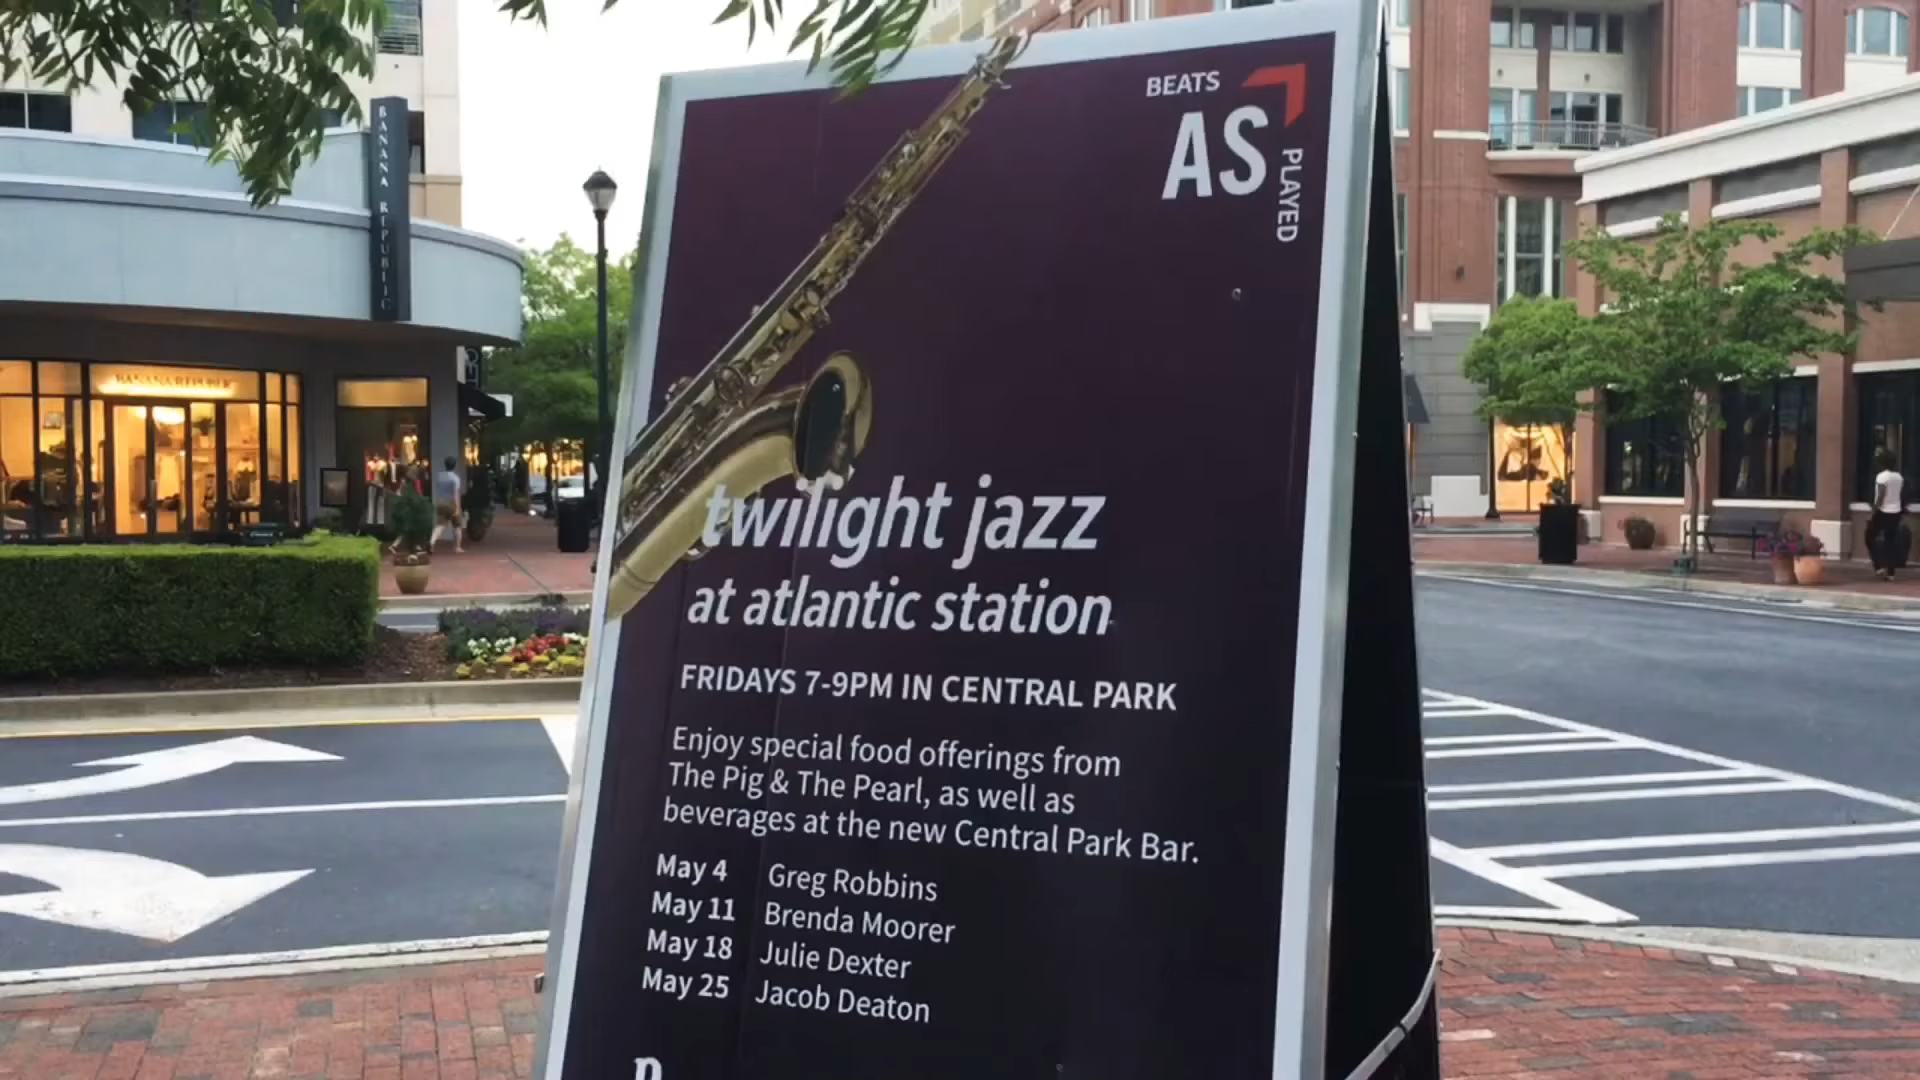 BANANA REPUBLIC
BANANA REPUBLIC
BEATS
AS
PLAYED
twilight jazz
at atlantic station
FRIDAYS 7-9PM IN CENTRAL PARK
Enjoy special food offerings from
The Pig & The Pearl, as well as
beverages at the new Central Park Bar.
May 4 Greg Robbins
May 11 Brenda Moorer
May 18 Julie Dexter
May 25 Jacob Deaton